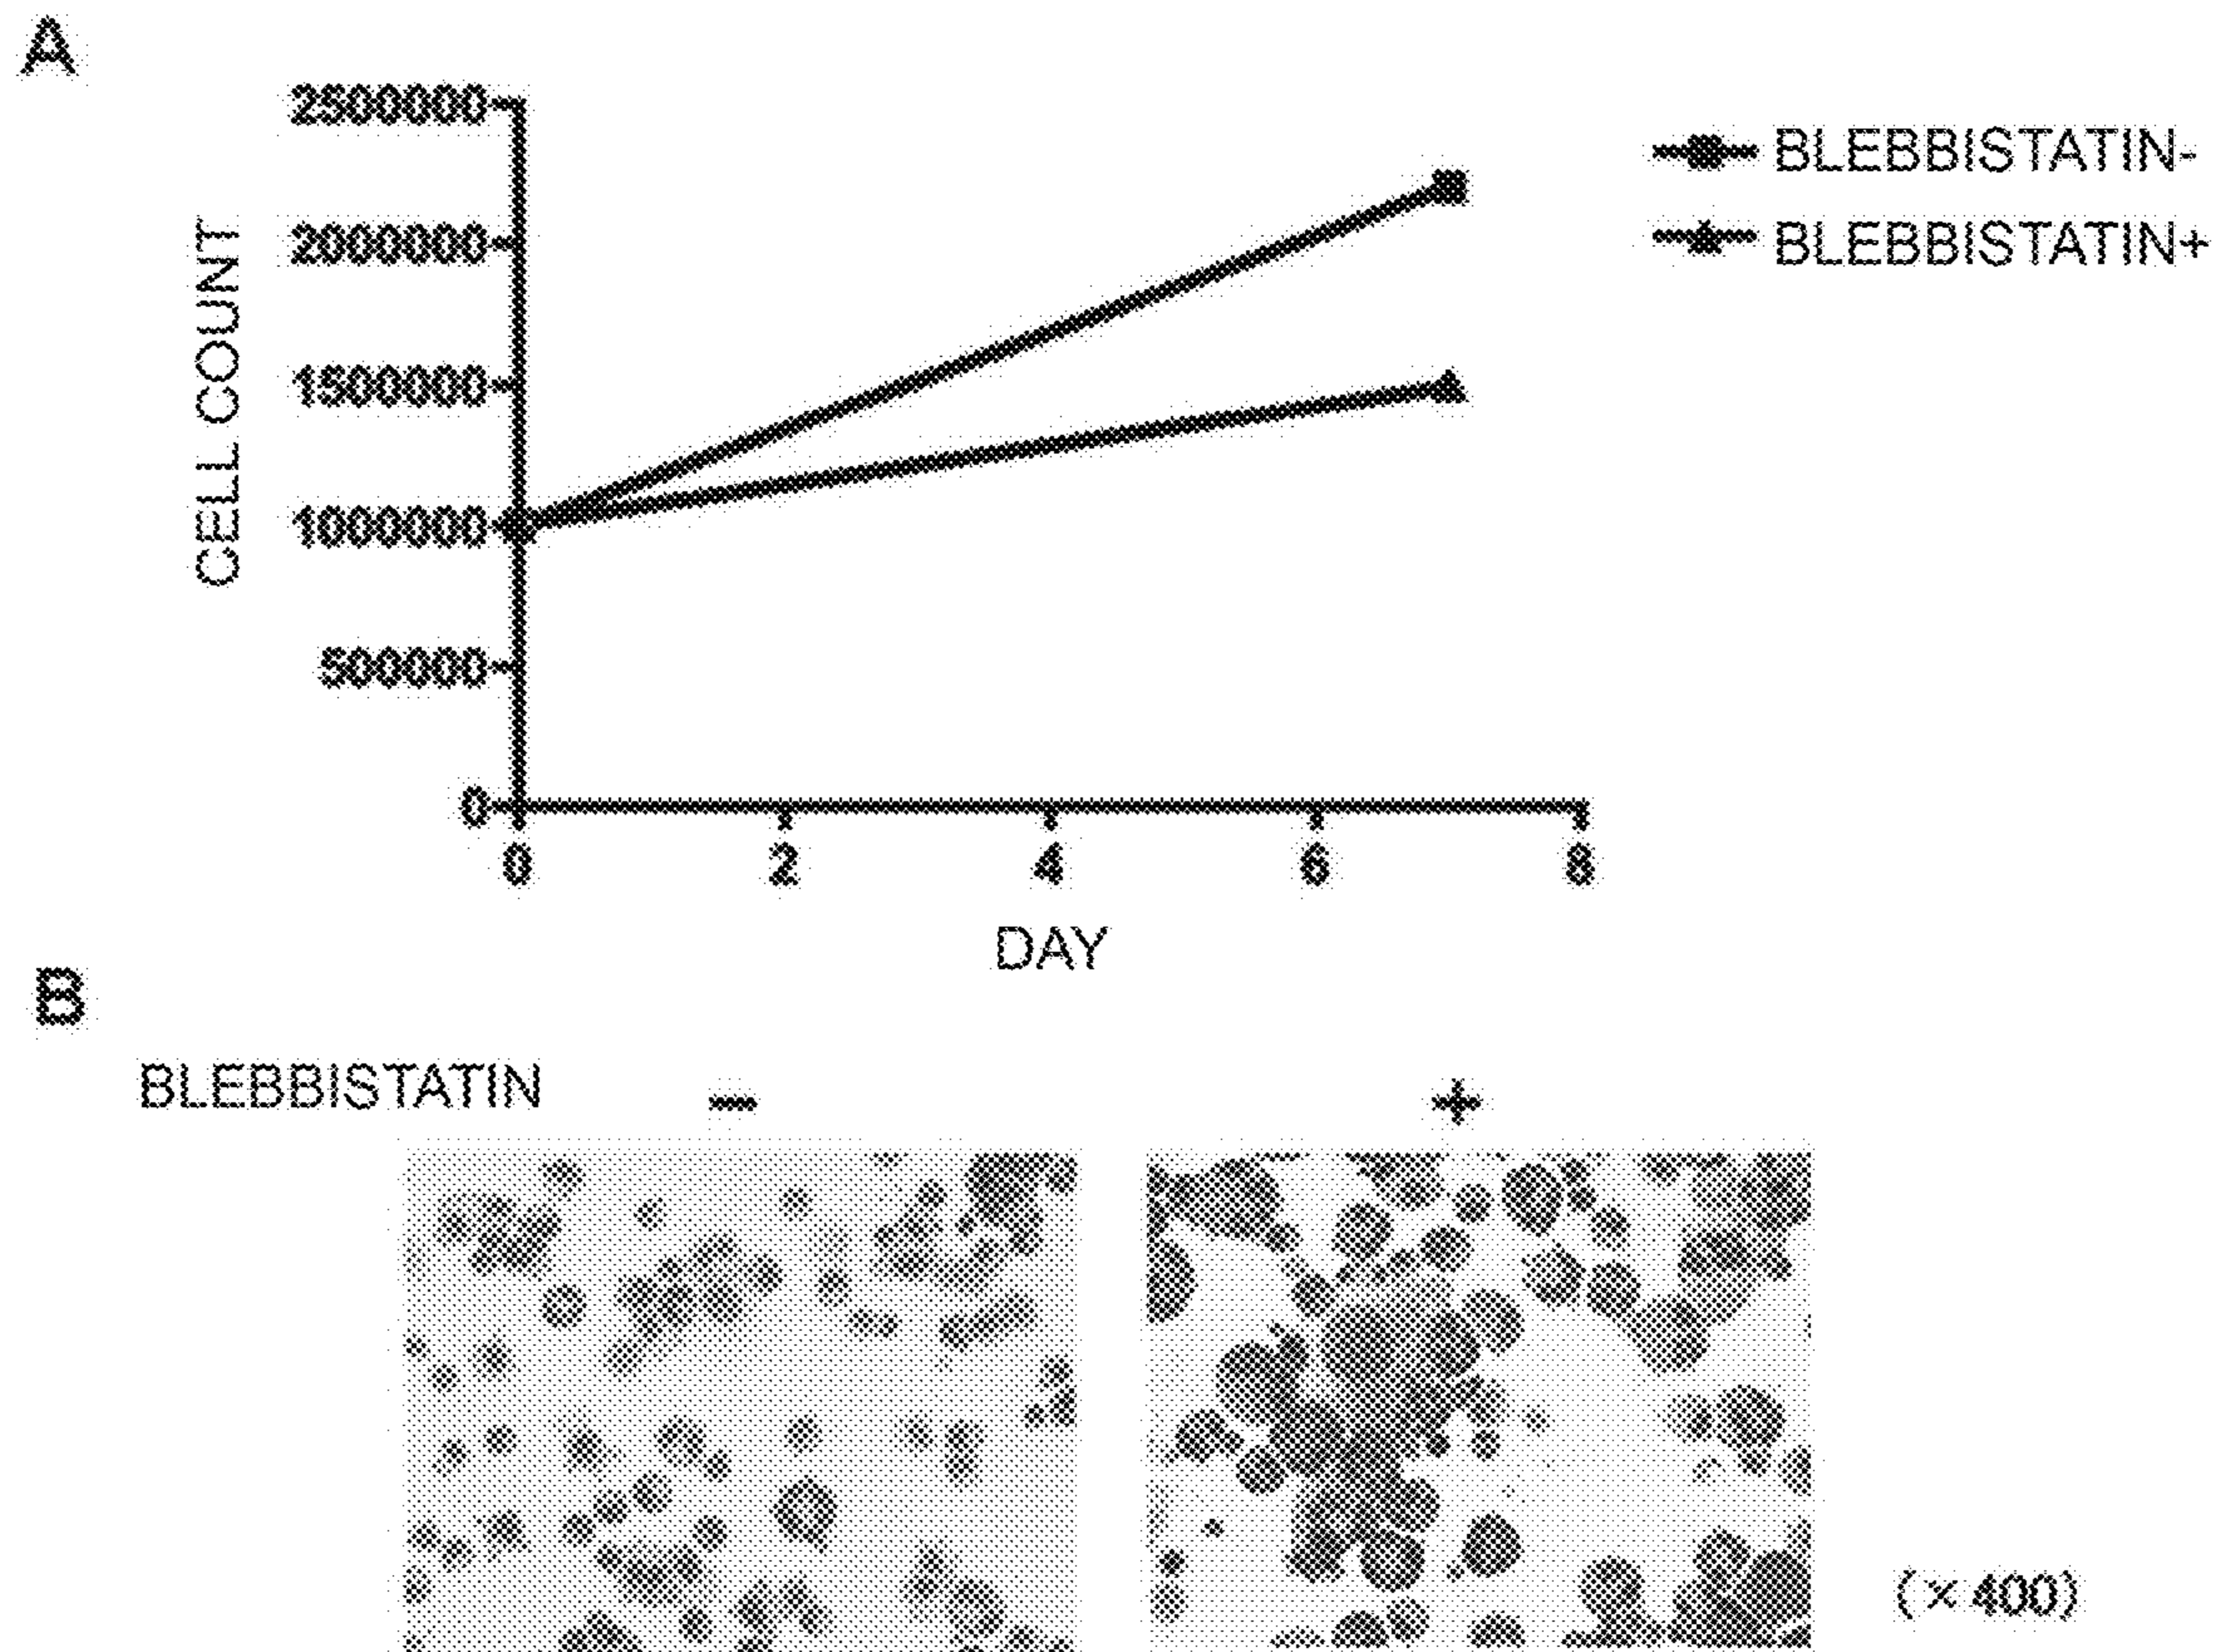 A
2500000
2000000
1500000
1000000
500000
0
CELL COUNT
0 2 4 6 8
DAY
BLEBBISTATIN-
BLEBBISTATIN+
B
BLEBBISTATIN − +
(×400)